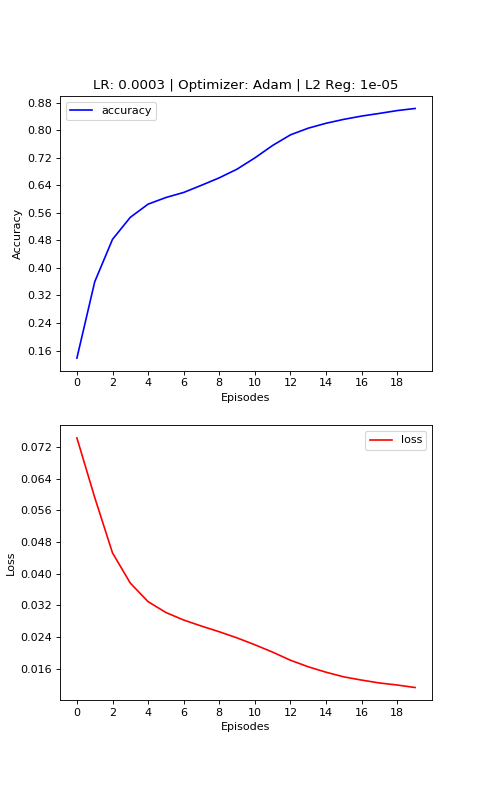 LR: 0.0003 | Optimizer: Adam | L2 Reg: 1e-05
accuracy
0.88
0.80
0.72
0.64
0.56
0.48
0.40
0.32
0.24
0.16
Accuracy
0 2 4 6 8 10 12 14 16 18
Episodes
loss
0.072
0.064
0.056
0.048
0.040
0.032
0.024
0.016
Loss
0 2 4 6 8 10 12 14 16 18
Episodes